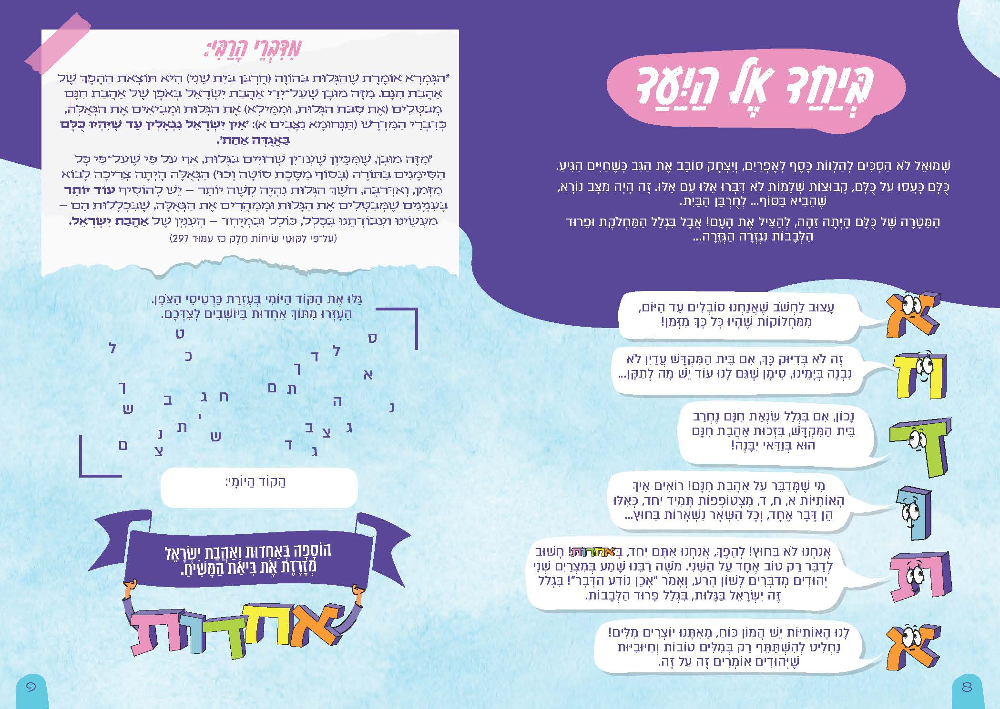 בְּיַחַד אֶל הַיַּעַד
שְׁמוּאֵל לֹא הִסְכִּים לְהַלְווֹת כֶּסֶף לְאֶפְרַיִם, וְיִצְחָק סוֹבֵב אֶת הַגַּב כְּשֶׁחַיִּים הִגִּיעַ.
כֻּלָּם כָּעֲסוּ עַל כֻּלָּם, קְבוּצוֹת שְׁלֵמוֹת לֹא דִּבְּרוּ אֵלּוּ עִם אֵלּוּ. זֶה הָיָה מַצָּב נוֹרָא,
שֶׁהֵבִיא בַּסּוֹף... לְחֻרְבַּן הַבַּיִת.
הַמַּטָּרָה שֶׁל כֻּלָּם הָיְתָה זֵהָה, לְהַצִּיל אֶת הָעָם! אֲבָל בִּגְלַל הַמַּחְלֹקֶת וּפֵרוּד
הַלְּבָבוֹת נִגְזְרָה הַגְּזֵרָה...
עָצוּב לַחְשֹׁב שֶׁאֲנַחְנוּ סוֹבְלִים עַד הַיּוֹם,
מִמַּחְלוֹקוֹת שֶׁהָיוּ כָּל כָּךְ מִזְּמַן!
זֶה לֹא בְּדִיּוּק כָּךְ, אִם בֵּית הַמִּקְדָּשׁ עֲדַיִן לֹא
נִבְנָה בְּיָמֵינוּ, סִימָן שֶׁגַּם לָנוּ עוֹד יֵשׁ מָה לְתַקֵּן...
נָכוֹן, אִם בִּגְלַל שִׂנְאַת חִנָּם נֶחְרַב
בֵּית הַמִּקְדָּשׁ, בִּזְכוּת אַהֲבַת חִנָּם
הוּא בְּוַדַּאי יִבָּנֶה!
מִי שֶׁמְּדַבֵּר עַל אַהֲבַת חִנָּם! רוֹאִים אֵיךְ
הָאוֹתִיּוֹת א, ח, ד, מִצְטוֹפְפוֹת תָּמִיד יַחַד, כְּאִלּוּ
הֵן דָּבָר אֶחָד, וְכָל הַשְּׁאָר נִשְׁאָרוֹת בַּחוּץ...
אֲנַחְנוּ לֹא בַּחוּץ! לְהֵפֶךְ, אֲנַחְנוּ אִתָּם יַחַד, בְּאחדות! חָשׁוּב
לְדַבֵּר רַק טוֹב אֶחָד עַל הַשֵּׁנִי. מֹשֶׁה רַבֵּנוּ שָׁמַע בְּמִצְרַיִם שְׁנֵי
יְהוּדִים מְדַבְּרִים לָשׁוֹן הָרַע, וְאָמַר "אָכֵן נוֹדַע הַדָּבָר"! בִּגְלַל
זֶה יִשְׂרָאֵל בַּגָּלוּת, בִּגְלַל פֵּרוּד הַלְּבָבוֹת.
לָנוּ הָאוֹתִיּוֹת יֵשׁ הֲמוֹן כּוֹחַ, מֵאִתָּנוּ יוֹצְרִים מִלִּים!
נַחְלִיט לְהִשְׁתַּתֵּף רַק בְּמִלִּים טוֹבוֹת וְחִיּוּבִיּוֹת
שֶׁיְּהוּדִים אוֹמְרִים זֶה עַל זֶה.
א
ח
ד
ו
ת
א
8
מִדִּבְרֵי הָרַבִּי:
"הַגְּמָרָא אוֹמֶרֶת שֶׁהַגָּלוּת בַּהוֹוֶה (חֻרְבַּן בַּיִת שֵׁנִי) הִיא תּוֹצְאַת הַהֶפֶךְ שֶׁל
אַהֲבַת חִנָּם. מִזֶּה מוּבָן שֶׁעַל־יְדֵי אַהֲבַת יִשְׂרָאֵל בְּאֹפֶן שֶׁל אַהֲבַת חִנָּם
מְבַטְּלִים (אֶת סִבַּת הַגָּלוּת, וּמִמֵּילָא) אֶת הַגָּלוּת וּמְבִיאִים אֶת הַגְּאֻלָּה,
כְּדִבְרֵי הַמִּדְרָשׁ (תַּנְחוּמָא נִצָּבִים א): 'אֵין יִשְׂרָאֵל נִגְאָלִין עַד שֶׁיִּהְיוּ כֻּלָּם
בַּאֲגֻדָּה אַחַת'.
"מִזֶּה מוּבָן, שֶׁמִּכֵּיוָן שֶׁעֲדַיִן שְׁרוּיִים בַּגָּלוּת, אַף עַל פִּי שֶׁעַל־פִּי כָּל
הַסִּימָנִים בַּתּוֹרָה (בְּסוֹף מַסֶּכֶת סוֹטָה וְכוּ') הַגְּאֻלָּה הָיְתָה צְרִיכָה לָבוֹא
מִזְּמַן, וְאַדְּרַבָּה, חֹשֶׁךְ הַגָּלוּת נִהְיָה קָשֶׁה יוֹתֵר – יֵשׁ לְהוֹסִיף עוֹד יוֹתֵר
בָּעִנְיָנִים שֶׁמְּבַטְּלִים אֶת הַגָּלוּת וּמְמַהֲרִים אֶת הַגְּאֻלָּה, שֶׁבִּכְלָלוּת הֵם –
מַעֲשֵׂינוּ וַעֲבוֹדָתֵנוּ בִּכְלָל, כּוֹלֵל וּבִמְיֻחָד – הָעִנְיָן שֶׁל אַהֲבַת יִשְׂרָאֵל.
(עַל־פִּי לִקּוּטֵי שִׂיחוֹת חֵלֶק כז עַמּוּד 297)
גַּלּוּ אֶת הַקּוֹד הַיּוֹמִי בְּעֶזְרַת כַּרְטִיסֵי הַצֹּפֶן.
הֵעָזְרוּ מִתּוֹךְ אַחְדוּת בַּיּוֹשְׁבִים לְצִדְּכֶם.
ס ט
ל ד כ ל
א ך
ם ת ך
נ ה ח ג ב ש
י
ג צ ב ש ת נ
ג ד צ ם
הַקוֹד הַיוֹמִי:
הוֹסָפָה בְּאַחְדוּת וְאַהֲבַת יִשְׂרָאֵל
מְזָרֶזֶת אֶת בִּיאַת הַמָּשִׁיחַ.
אחדות
9